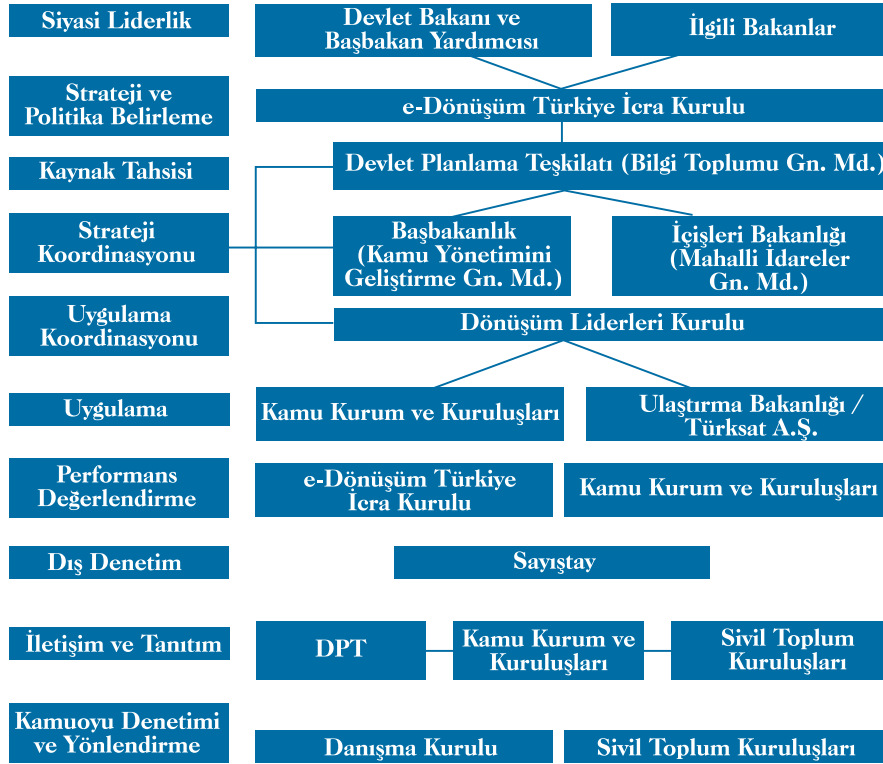 Siyasi Liderlik
Devlet Bakanı ve
Başbakan Yardımcısı
İlgili Bakanlar
Strateji ve
Politika Belirleme
e-Dönüşüm Türkiye İcra Kurulu
Kaynak Tahsisi
Devlet Planlama Teşkilatı (Bilgi Toplumu Gn. Md.)
Strateji
Koordinasyonu
Başbakanlık
(Kamu Yönetimini
Geliştirme Gn. Md.)
İçişleri Bakanlığı
(Mahalli İdareler
Gn. Md.)
Uygulama
Koordinasyonu
Dönüşüm Liderleri Kurulu
Uygulama
Kamu Kurum ve Kuruluşları
Ulaştırma Bakanlığı /
Türksat A.Ş.
Performans
Değerlendirme
e-Dönüşüm Türkiye
İcra Kurulu
Kamu Kurum ve Kuruluşları
Dış Denetim
Sayıştay
İletişim ve Tanıtım
DPT
Kamu Kurum ve
Kuruluşları
Sivil Toplum
Kuruluşları
Kamuoyu Denetimi
ve Yönlendirme
Danışma Kurulu
Sivil Toplum Kuruluşları